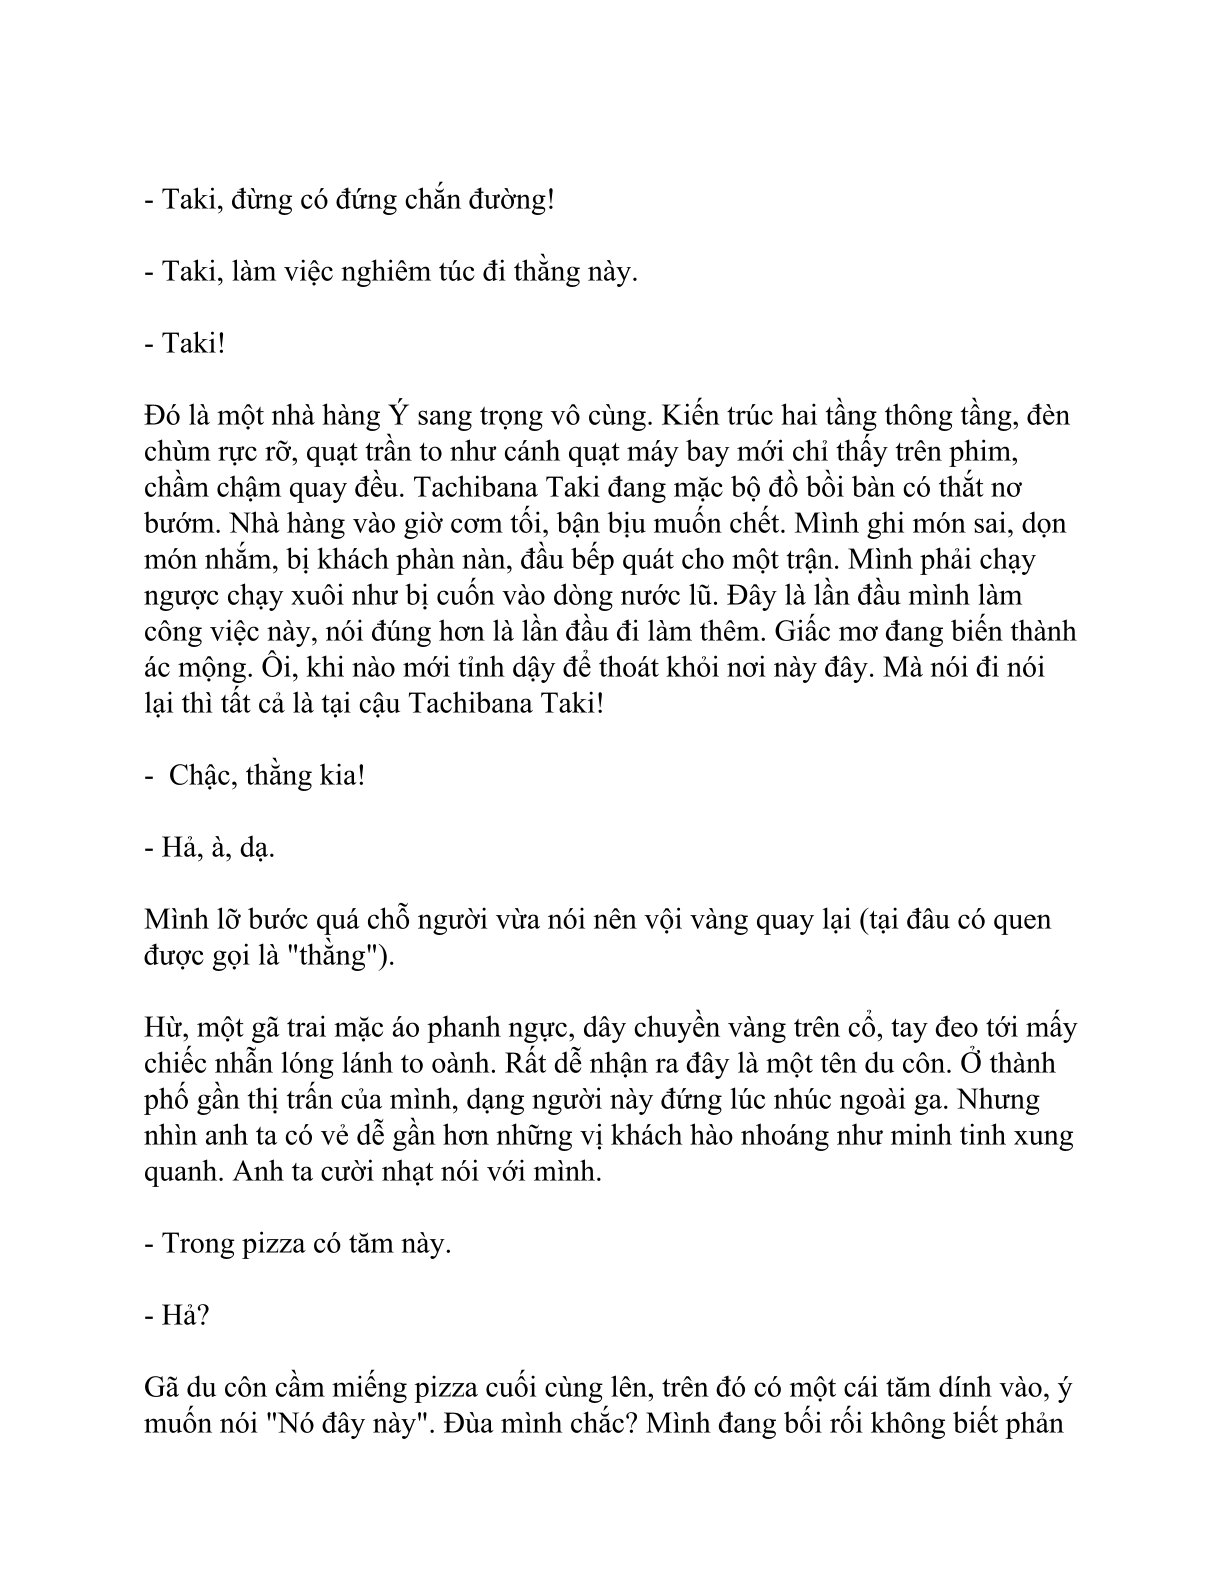 - Taki, đừng có đứng chắn đường!
- Taki, làm việc nghiêm túc đi thằng này.
- Taki!
Đó là một nhà hàng Ý sang trọng vô cùng. Kiến trúc hai tầng thông tầng, đèn
chùm rực rỡ, quạt trần to như cánh quạt máy bay mới chỉ thấy trên phim,
chầm chậm quay đều. Tachibana Taki đang mặc bộ đồ bồi bàn có thắt nơ
bướm. Nhà hàng vào giờ cơm tối, bận bịu muốn chết. Mình ghi món sai, dọn
món nhắm, bị khách phàn nàn, đầu bếp quát cho một trận. Mình phải chạy
ngược chạy xuôi như bị cuốn vào dòng nước lũ. Đây là lần đầu mình làm
công việc này, nói đúng hơn là lần đầu đi làm thêm. Giấc mơ đang biến thành
ác mộng. Ôi, khi nào mới tỉnh dậy để thoát khỏi nơi này đây. Mà nói đi nói
lại thì tất cả là tại cậu Tachibana Taki!
-  Chậc, thằng kia!
- Hả, à, dạ.
Mình lỡ bước quá chỗ người vừa nói nên vội vàng quay lại (tại đâu có quen
được gọi là "thằng").
Hừ, một gã trai mặc áo phanh ngực, dây chuyền vàng trên cổ, tay đeo tới mấy
chiếc nhẫn lóng lánh to oành. Rất dễ nhận ra đây là một tên du côn. Ở thành
phố gần thị trấn của mình, dạng người này đứng lúc nhúc ngoài ga. Nhưng
nhìn anh ta có vẻ dễ gần hơn những vị khách hào nhoáng như minh tinh xung
quanh. Anh ta cười nhạt nói với mình.
- Trong pizza có tăm này.
- Hả?
Gã du côn cầm miếng pizza cuối cùng lên, trên đó có một cái tăm dính vào, ý
muốn nói "Nó đây này". Đùa mình chắc? Mình đang bối rối không biết phản